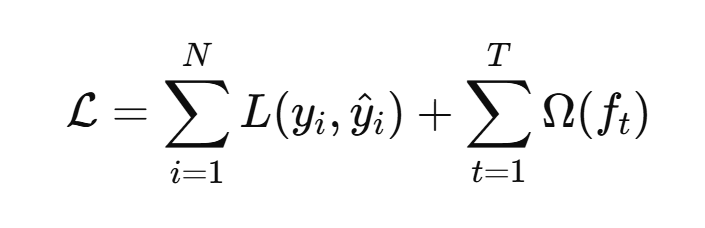 $\mathcal{L} = \sum_{i=1}^{N} L(y_i, \hat{y}_i) + \sum_{t=1}^{T} \Omega(f_t)$